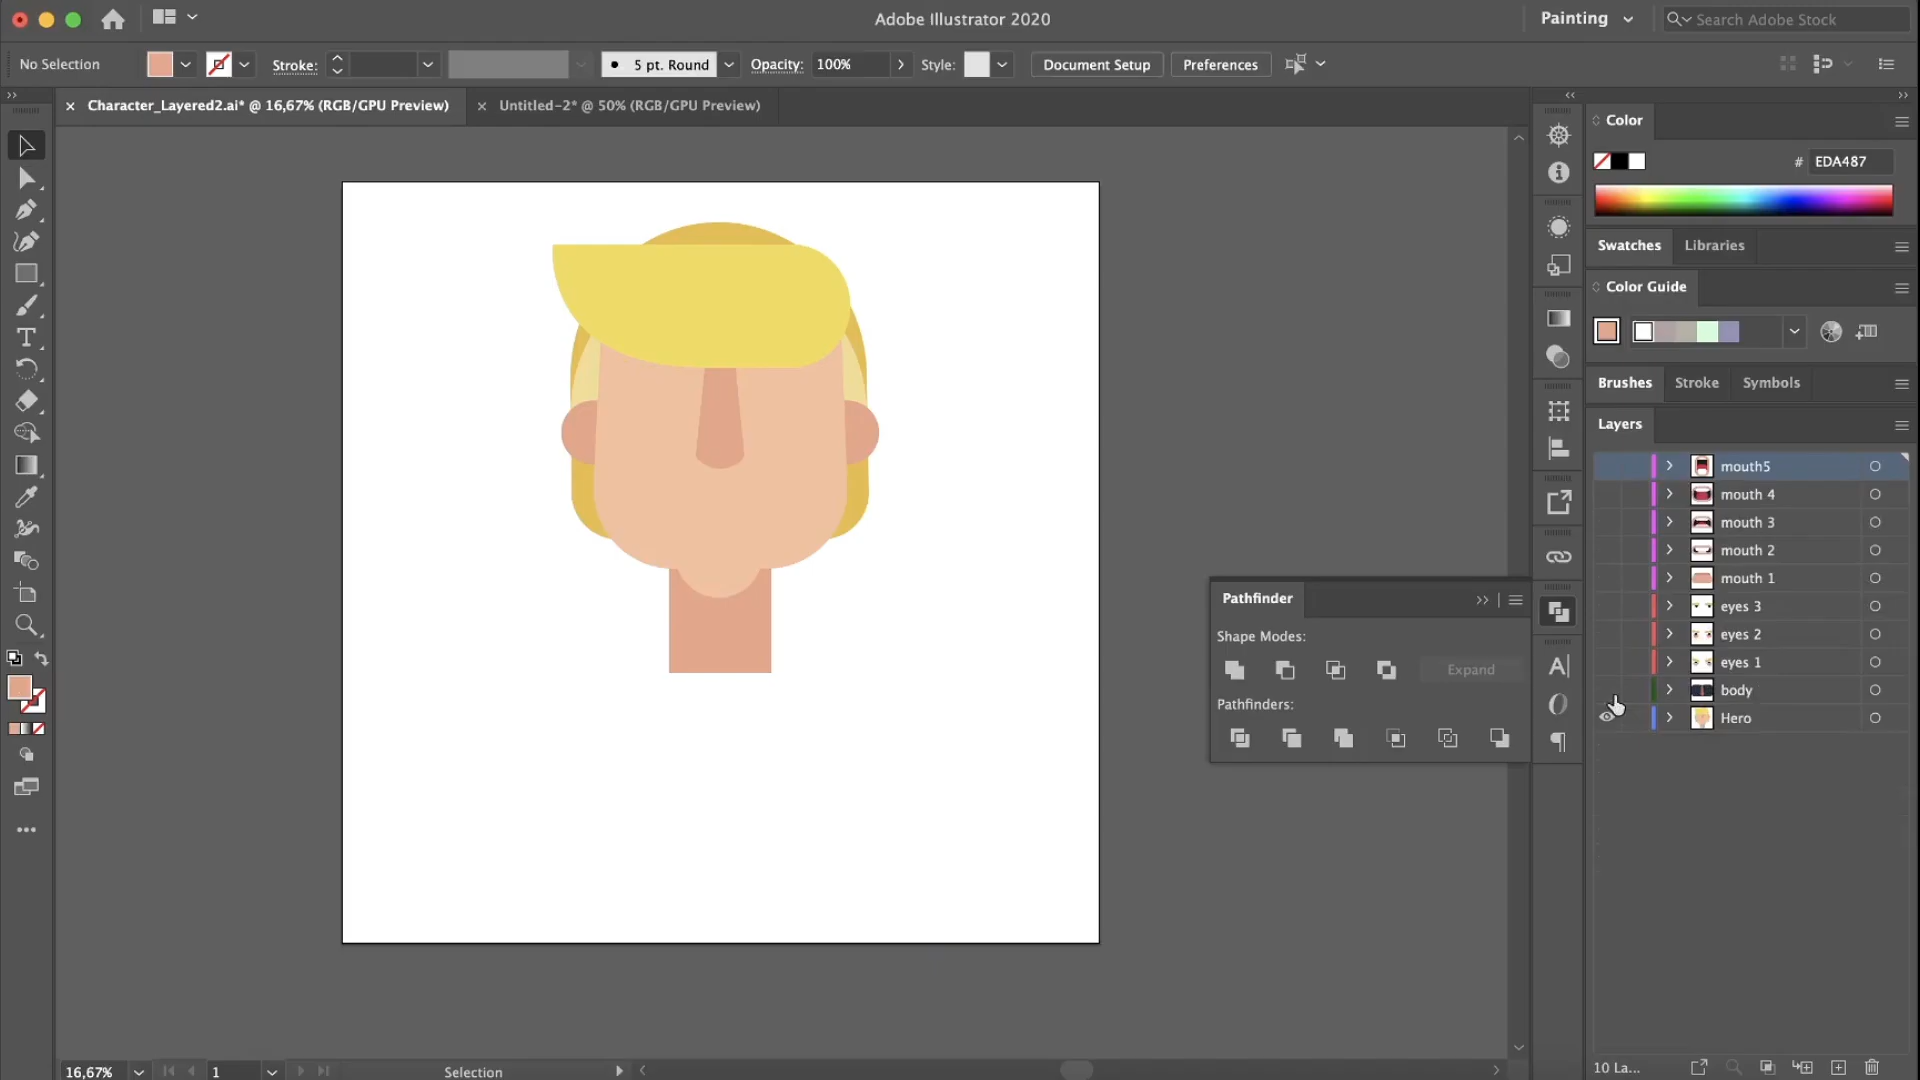 Adobe Illustrator 2020
Painting
Search Adobe Stock
No Selection
Stroke:
5 pt. Round
Opacity:
100%
Style:
Document Setup
Preferences
Character_Layered2.ai* @ 16,67% (RGB/GPU Preview)
Untitled-2* @ 50% (RGB/GPU Preview)
Color
# EDA487
Swatches
Libraries
Color Guide
Brushes
Stroke
Symbols
Layers
mouth5
mouth 4
mouth 3
mouth 2
mouth 1
eyes 3
eyes 2
eyes 1
body
Hero
Pathfinder
Shape Modes:
Expand
Pathfinders:
16,67%
1
Selection
10 La...